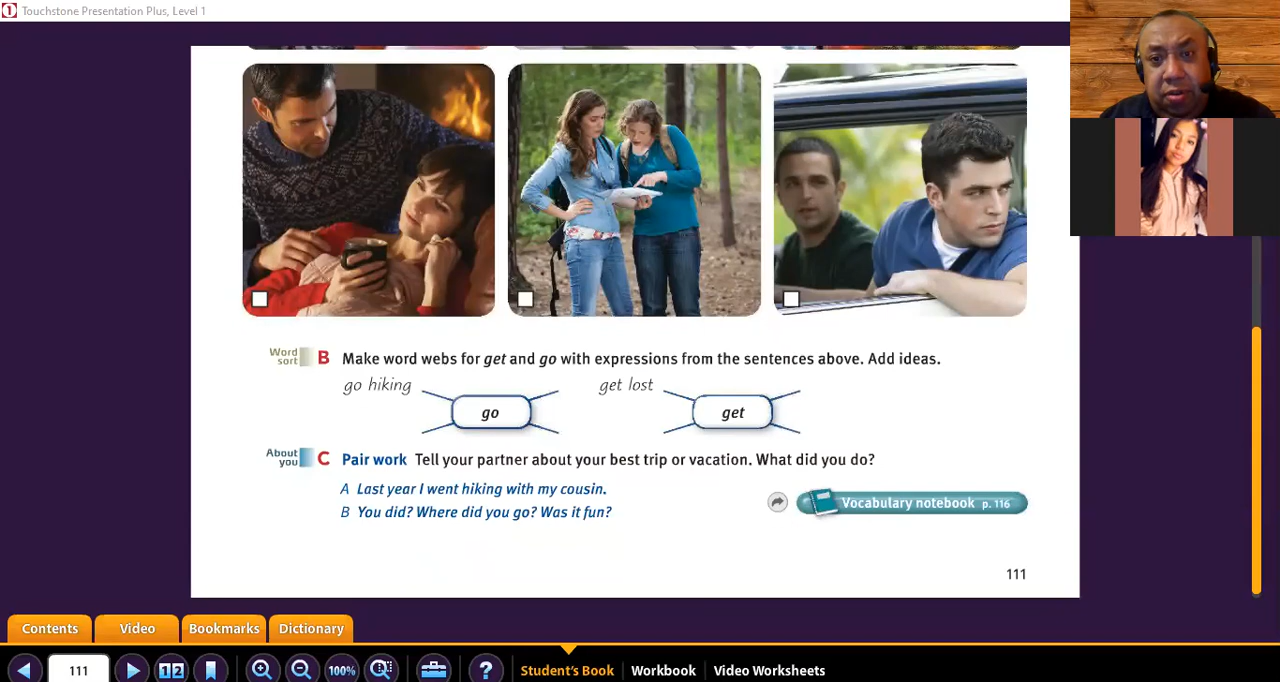 Touchstone Presentation Plus, Level 1
Word sort B Make word webs for get and go with expressions from the sentences above. Add ideas.
go hiking get lost
go get
About you C Pair work Tell your partner about your best trip or vacation. What did you do?
A Last year I went hiking with my cousin.
B You did? Where did you go? Was it fun?
Vocabulary notebook p. 116
111
Contents Video Bookmarks Dictionary
111 1 2 100% ? Student's Book Workbook Video Worksheets